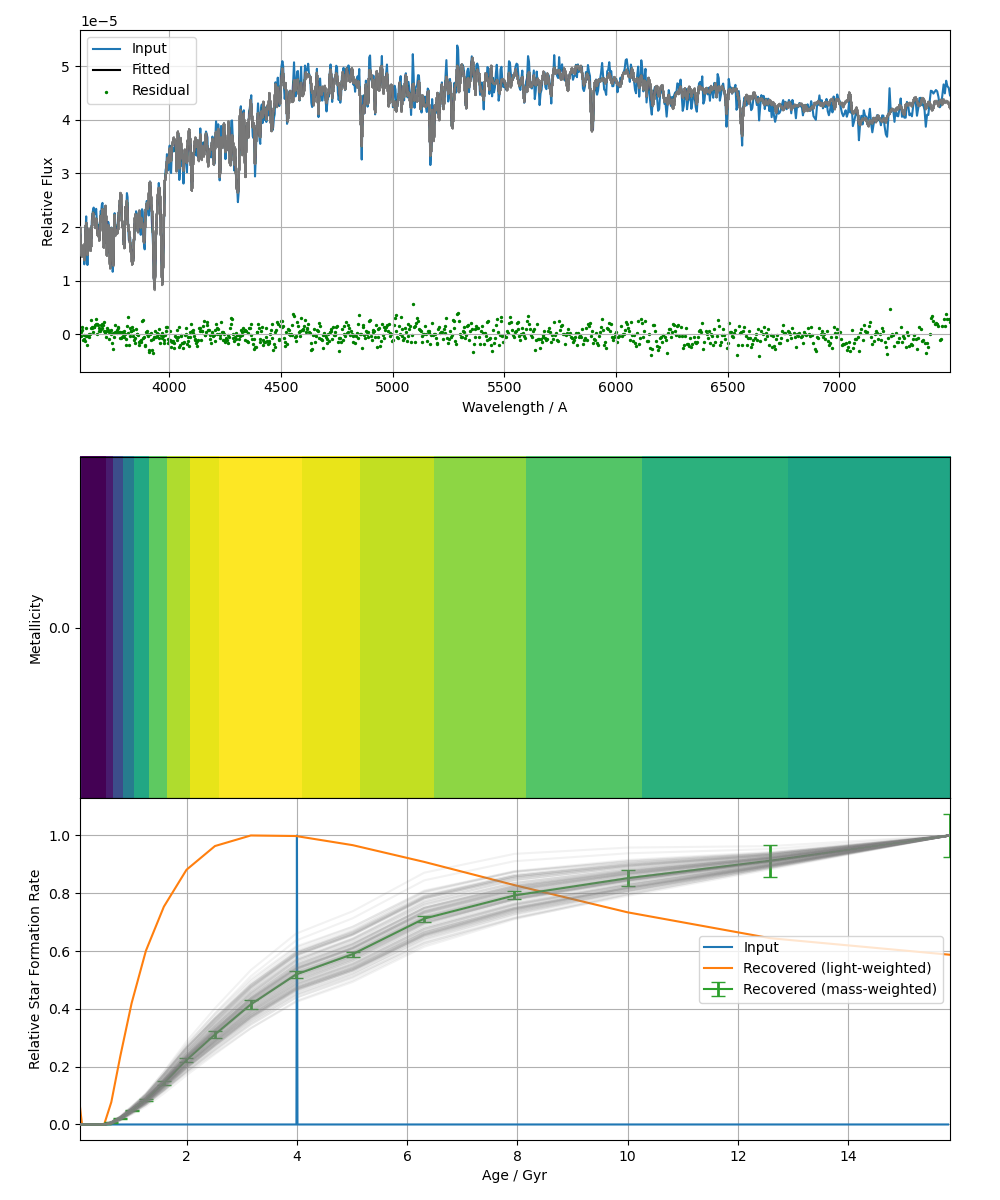 1e−5
Input
Fitted
Residual
5
4
3
2
1
0
Relative Flux
4000 4500 5000 5500 6000 6500 7000
Wavelength / A
Metallicity
0.0
1.0
0.8
0.6
0.4
0.2
0.0
Relative Star Formation Rate
Input
Recovered (light-weighted)
Recovered (mass-weighted)
2 4 6 8 10 12 14
Age / Gyr